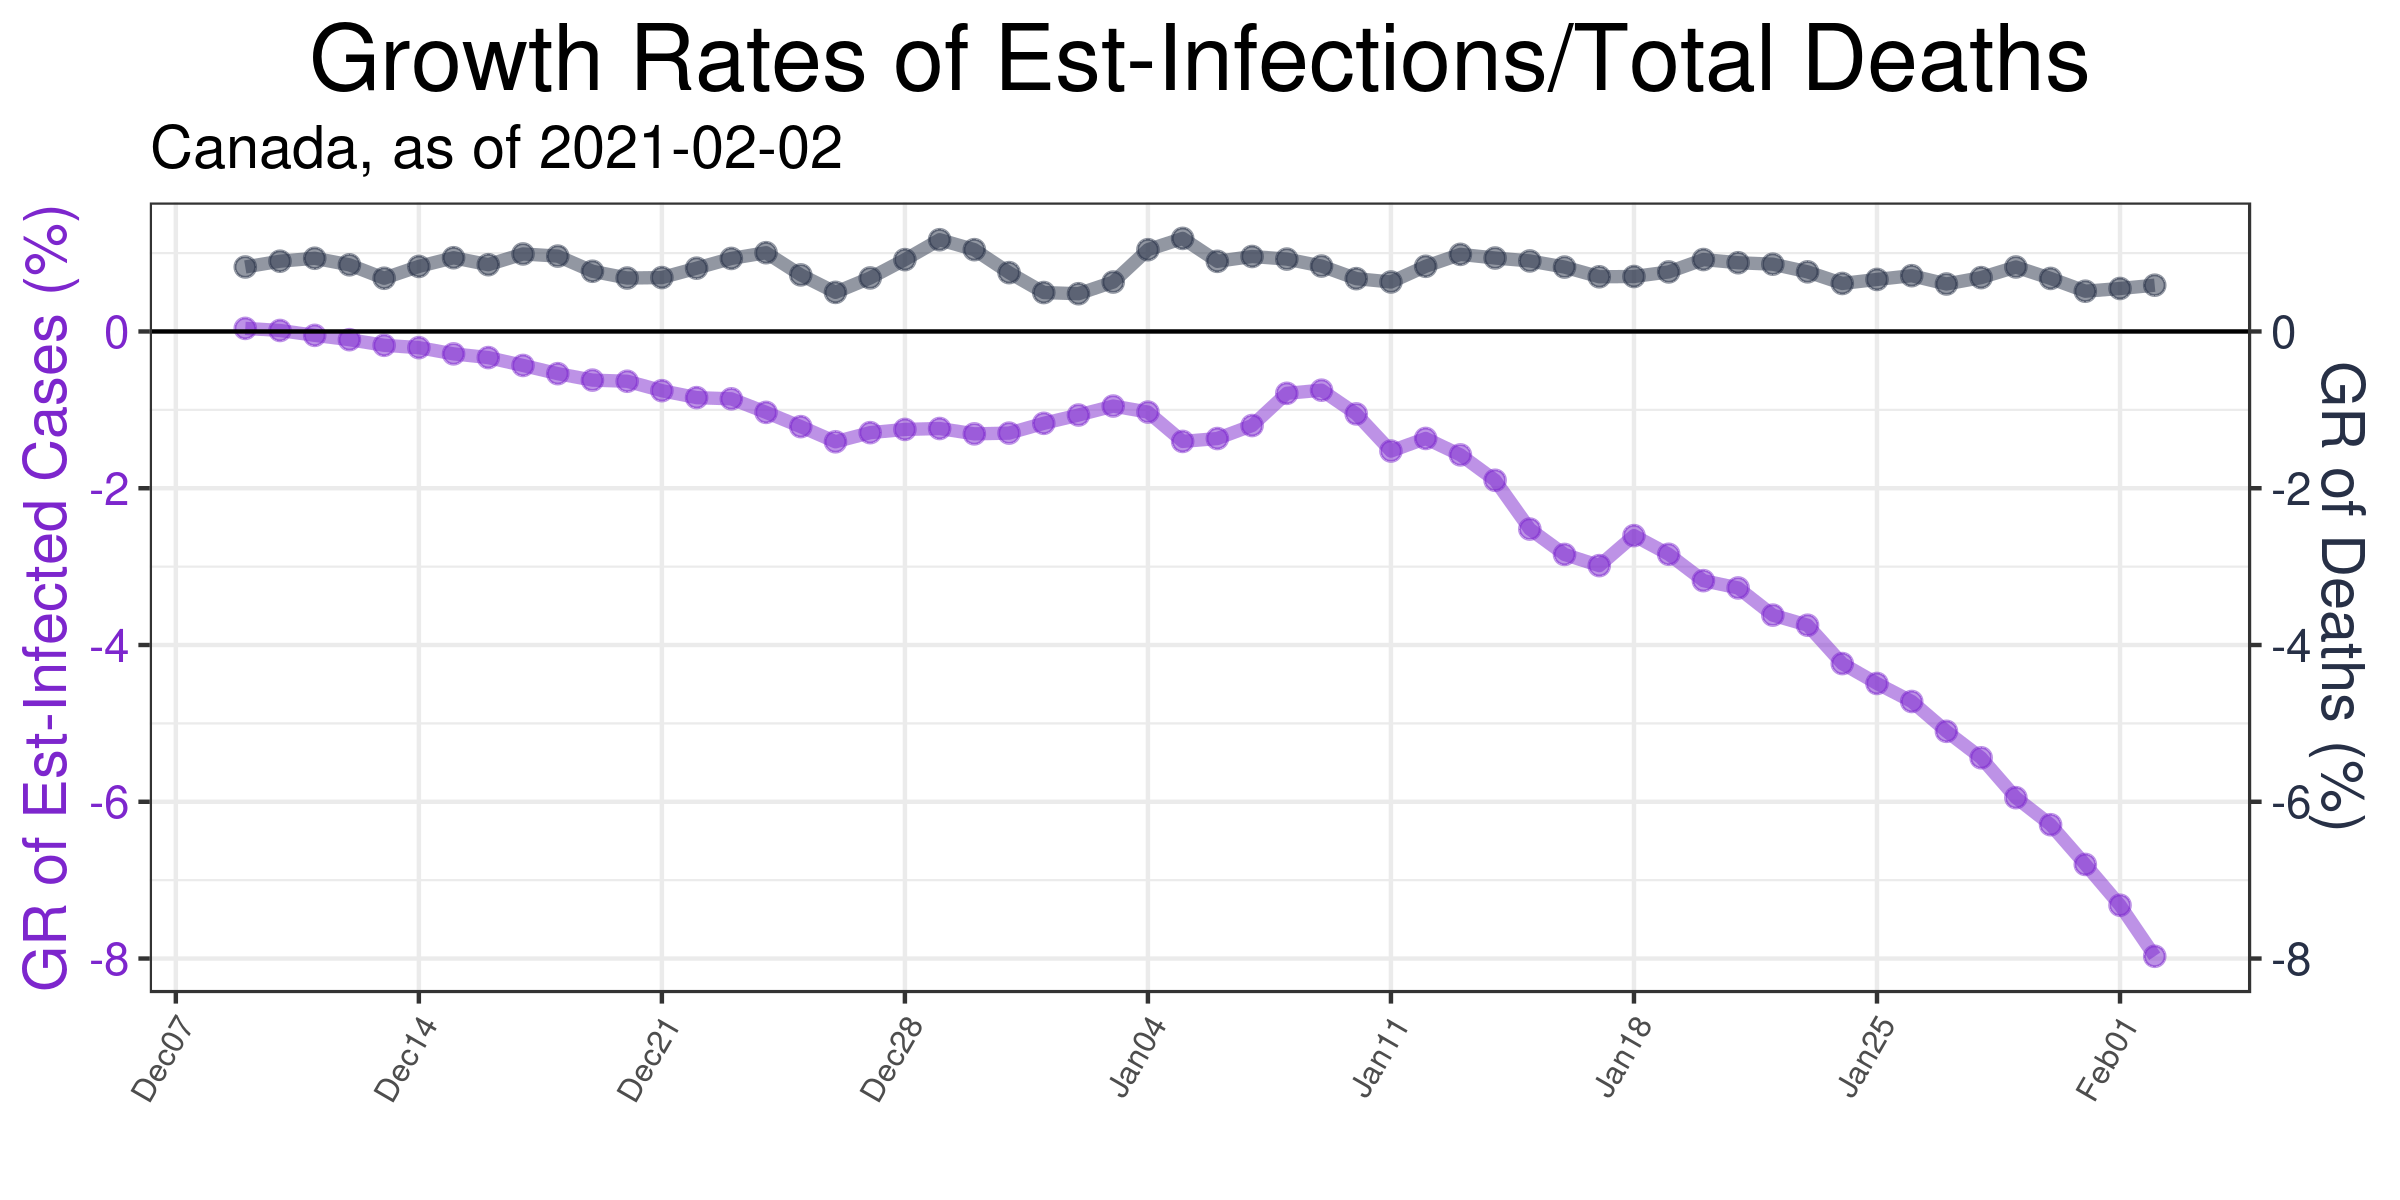 Growth Rates of Est-Infections/Total Deaths
Canada, as of 2021-02-02
GR of Est-Infected Cases (%)
0
-2
-4
-6
-8
0
-2
-4
-6
-8
GR of Deaths (%)
Dec07
Dec14
Dec21
Dec28
Jan04
Jan11
Jan18
Jan25
Feb01